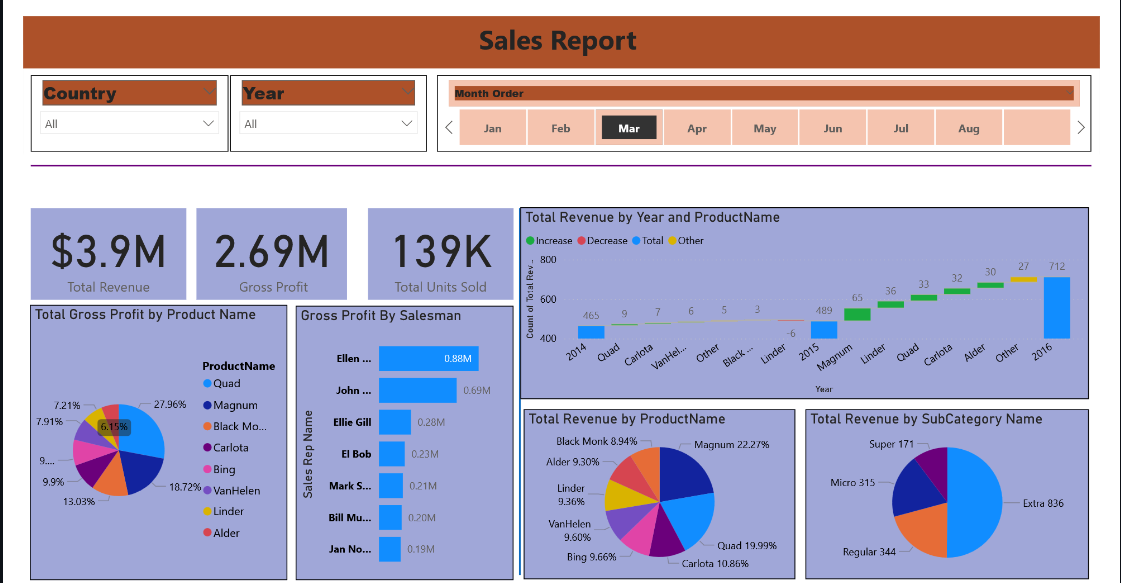 Sales Report
Country
All
Year
All
Month Order
Jan Feb Mar Apr May Jun Jul Aug
$3.9M
Total Revenue
2.69M
Gross Profit
139K
Total Units Sold
Total Revenue by Year and ProductName
Increase Decrease Total Other
Count of Total Rev...
800
600
400
465 9 7 6 5 3 -6 489 65 36 33 32 30 27 712
2014 Quad Carlota VanHel... Other Black ... Linder 2015 Magnum Linder Quad Carlota Alder Other 2016
Year
Total Gross Profit by Product Name
27.96%
18.72%
13.03%
9.9%
9....
7.91%
7.21%
6.15%
ProductName
Quad
Magnum
Black Mo...
Carlota
Bing
VanHelen
Linder
Alder
Gross Profit By Salesman
Sales Rep Name
Ellen ... 0.88M
John ... 0.69M
Ellie Gill 0.28M
El Bob 0.23M
Mark S... 0.21M
Bill Mu... 0.20M
Jan No... 0.19M
Total Revenue by ProductName
Black Monk 8.94%
Magnum 22.27%
Alder 9.30%
Linder
9.36%
VanHelen
9.60%
Bing 9.66%
Quad 19.99%
Carlota 10.86%
Total Revenue by SubCategory Name
Super 171
Micro 315
Extra 836
Regular 344